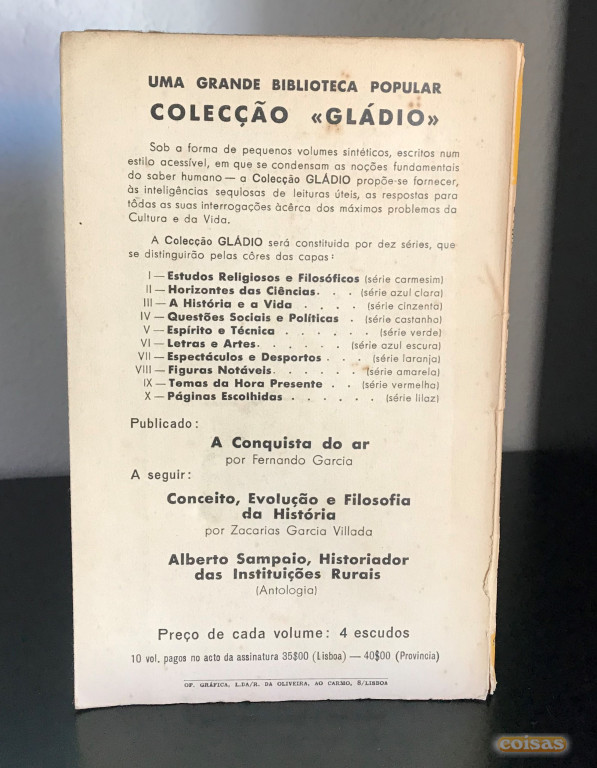 UMA GRANDE BIBLIOTECA POPULAR
COLECÇÃO «GLÁDIO»
Sob a forma de pequenos volumes sintéticos, escritos num
estilo acessível, em que se condensam as noções fundamentais
do saber humano — a Colecção GLÁDIO propõe-se fornecer,
às inteligências sequiosas de leituras úteis, as respostas para
tôdas as suas interrogações àcêrca dos máximos problemas da
Cultura e da Vida.
A Colecção GLÁDIO será constituida por dez séries, que
se distinguirão pelas côres das capas:
I — Estudos Religiosos e Filosóficos (série carmesim)
II — Horizontes das Ciências. . . (série azul clara)
III — A História e a Vida . . . . (série cinzenta)
IV — Questões Sociais e Políticas . (série castanho)
V — Espírito e Técnica . . . . . . (série verde)
VI — Letras e Artes. . . . . . (série azul escura)
VII — Espectáculos e Desportos . . . (série laranja)
VIII — Figuras Notáveis. . . . . . (série amarela)
IX — Temas da Hora Presente . . (série vermelha)
X — Páginas Escolhidas . . . . . . (série lilaz)
Publicado:
A Conquista do ar
por Fernando Garcia
A seguir:
Conceito, Evolução e Filosofia
da História
por Zacarias Garcia Villada
Alberto Sampaio, Historiador
das Instituições Rurais
(Antologia)
Preço de cada volume: 4 escudos
10 vol. pagos no acto da assinatura 35$00 (Lisboa) — 40$00 (Provincia)
OF. GRÁFICA, L.DA/R. DA OLIVEIRA, AO CARMO, 8/LISBOA
coisas